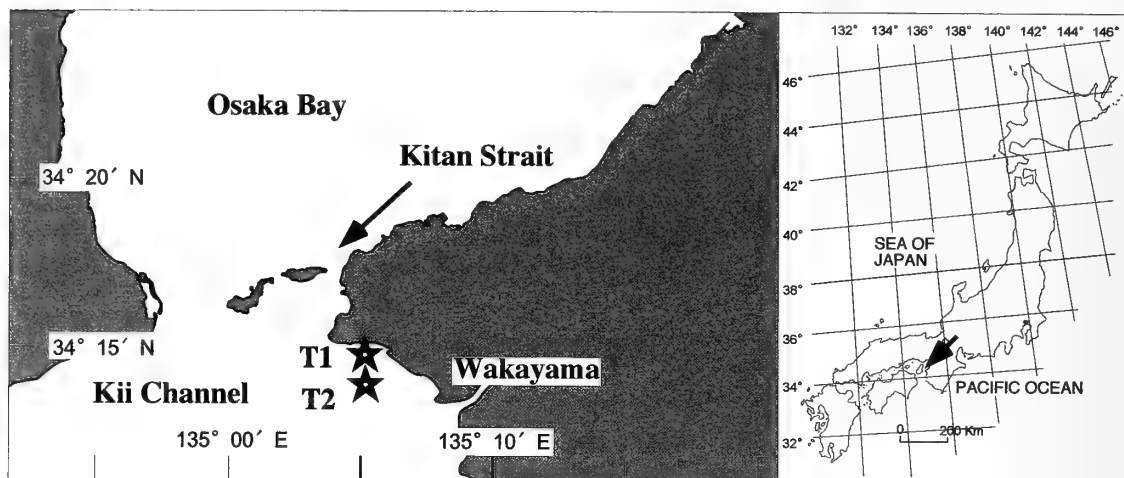 Osaka Bay
Kitan Strait
34° 20′ N
34° 15′ N
T1
T2
Wakayama
Kii Channel
135° 00′ E
135° 10′ E
132° 134° 136° 138° 140° 142° 144° 146°
46°
44°
42°
40°
38°
36°
34°
32°
SEA OF
JAPAN
PACIFIC OCEAN
0 200 Km